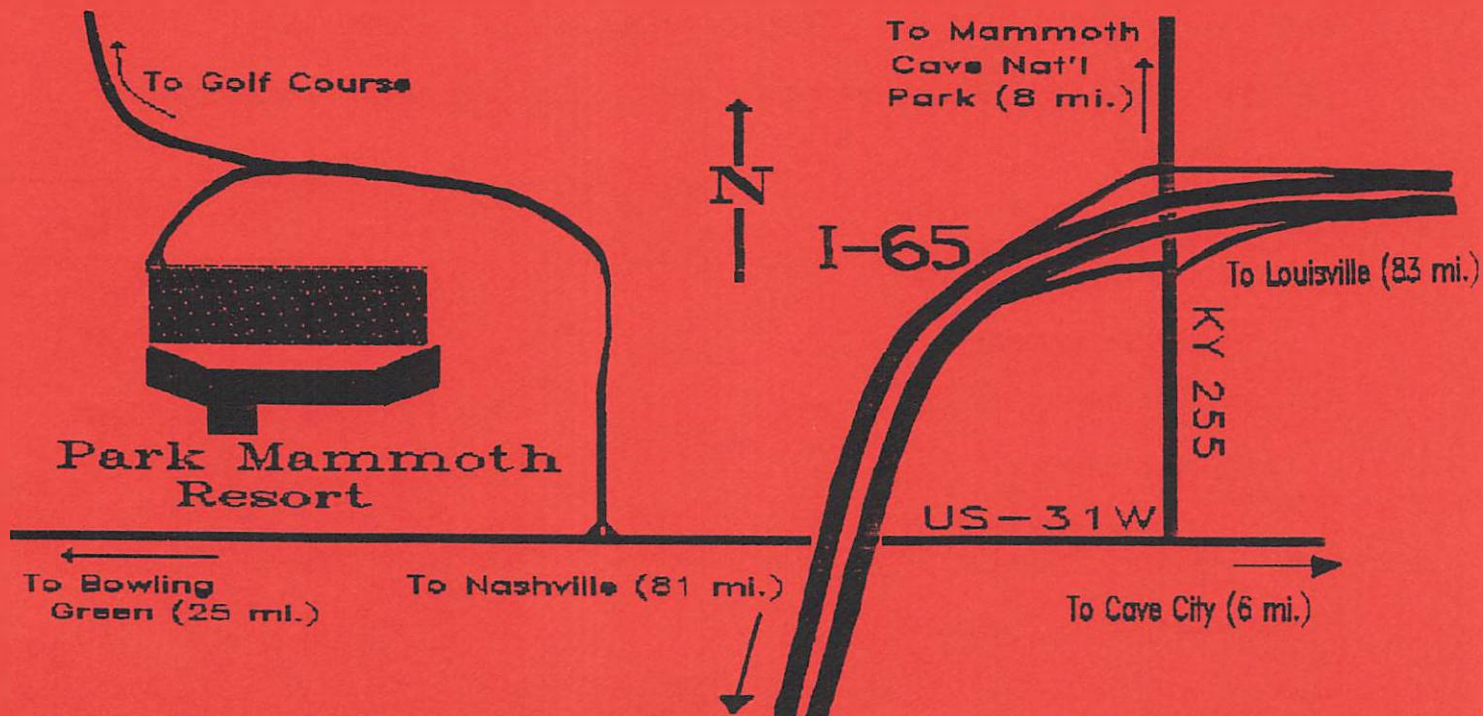 To Golf Course
To Mammoth
Cave Nat'l
Park (8 mi.)
N
I-65
To Louisville (83 mi.)
KY 255
Park Mammoth
Resort
US-31W
To Bowling
Green (25 mi.)
To Nashville (81 mi.)
To Cave City (6 mi.)